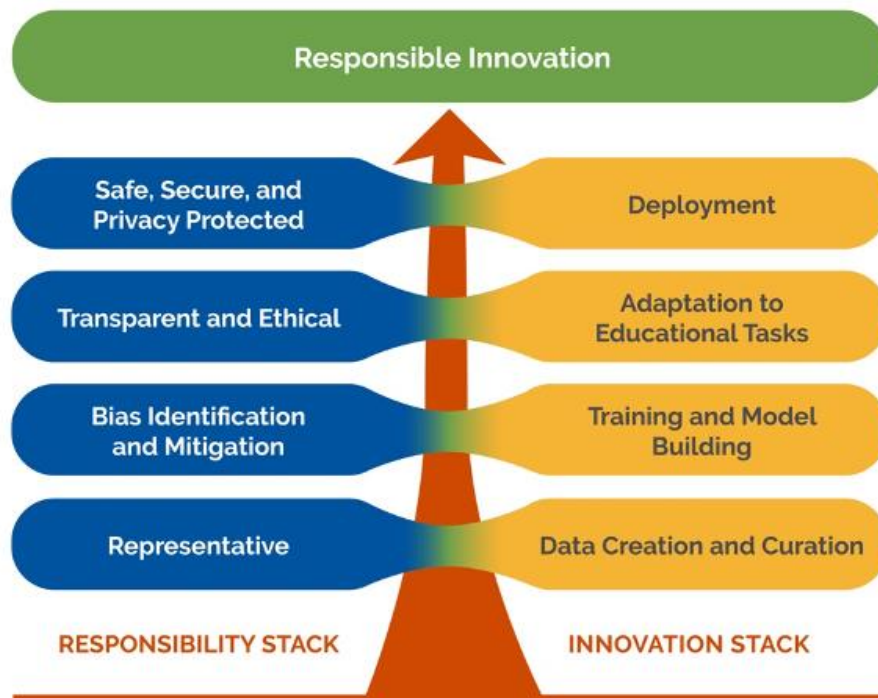 Responsible Innovation
Safe, Secure, and
Privacy Protected
Deployment
Transparent and Ethical
Adaptation to
Educational Tasks
Bias Identification
and Mitigation
Training and Model
Building
Representative
Data Creation and Curation
RESPONSIBILITY STACK
INNOVATION STACK